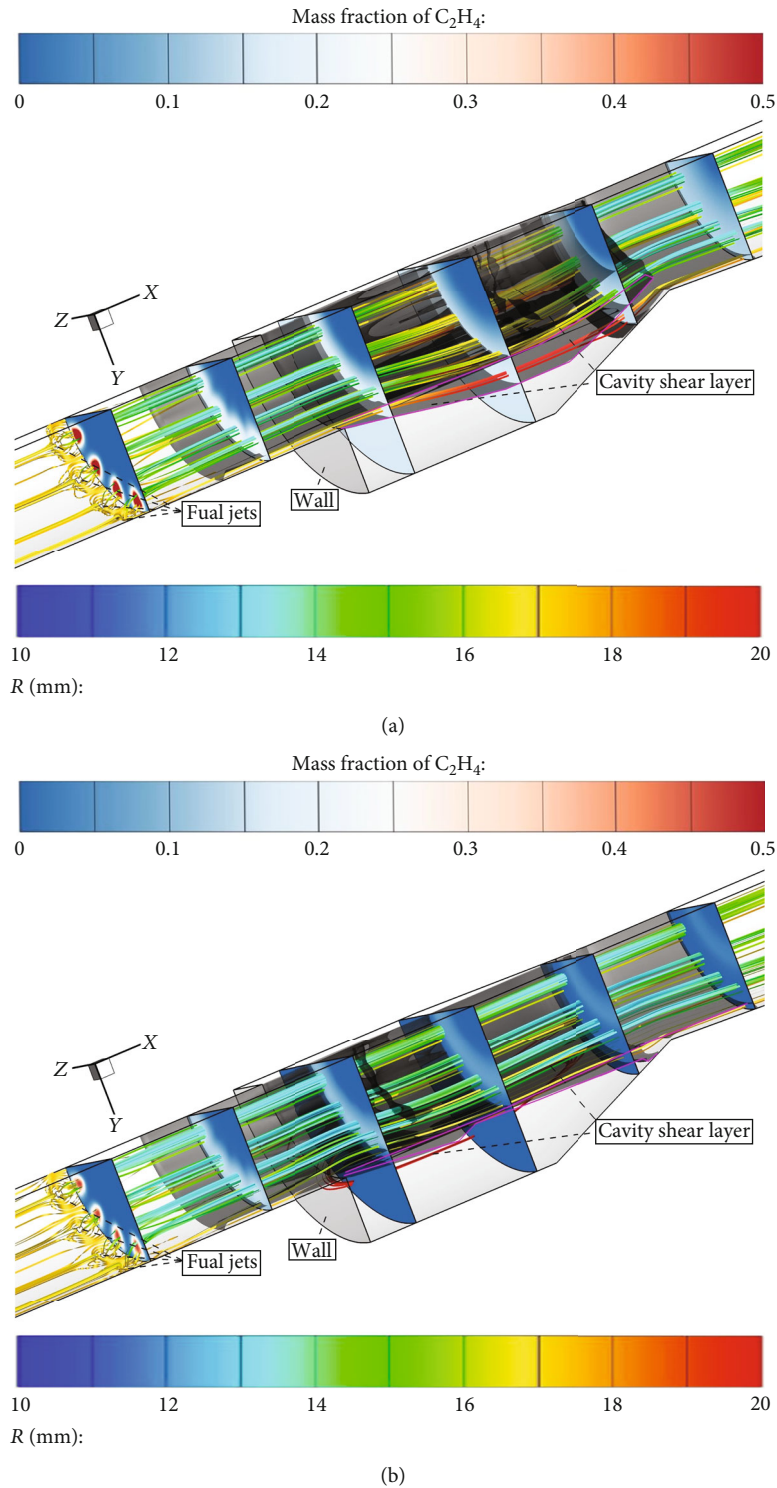 Mass fraction of C₂H₄:
0 0.1 0.2 0.3 0.4 0.5
X
Z
Y
Cavity shear layer
Wall
Fual jets
10 12 14 16 18 20
R (mm):
(a)
Mass fraction of C₂H₄:
0 0.1 0.2 0.3 0.4 0.5
X
Z
Y
Cavity shear layer
Wall
Fual jets
10 12 14 16 18 20
R (mm):
(b)